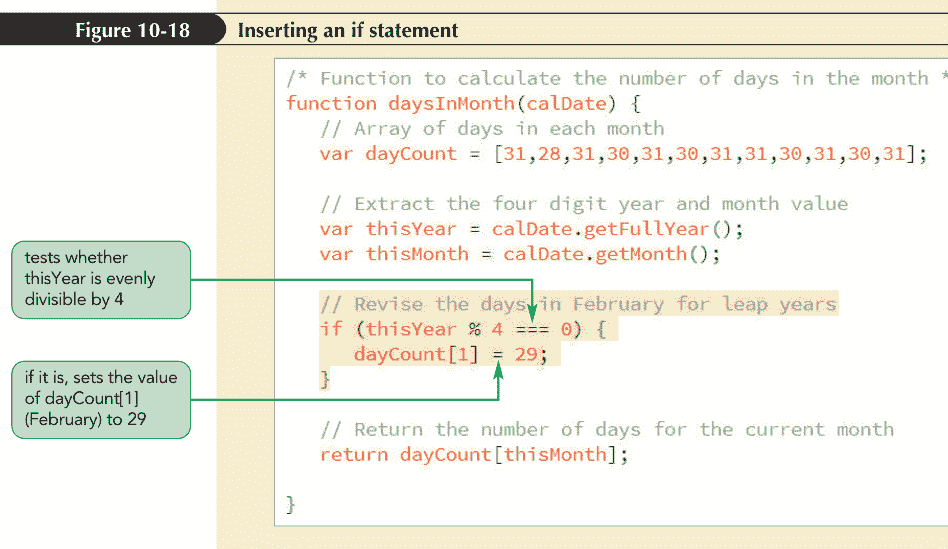 Figure 10-18
Inserting an if statement
/* Function to calculate the number of days in the month *
function daysInMonth(calDate) {
// Array of days in each month
var dayCount = [31,28,31,30,31,30,31,31,30,31,30,31];
// Extract the four digit year and month value
var thisYear = calDate.getFullYear();
var thisMonth = calDate.getMonth();
tests whether
thisYear is evenly
divisible by 4
// Revise the days in February for leap years
if (thisYear % 4 === 0) {
dayCount[1] = 29;
}
if it is, sets the value
of dayCount[1]
(February) to 29
// Return the number of days for the current month
return dayCount[thisMonth];
}